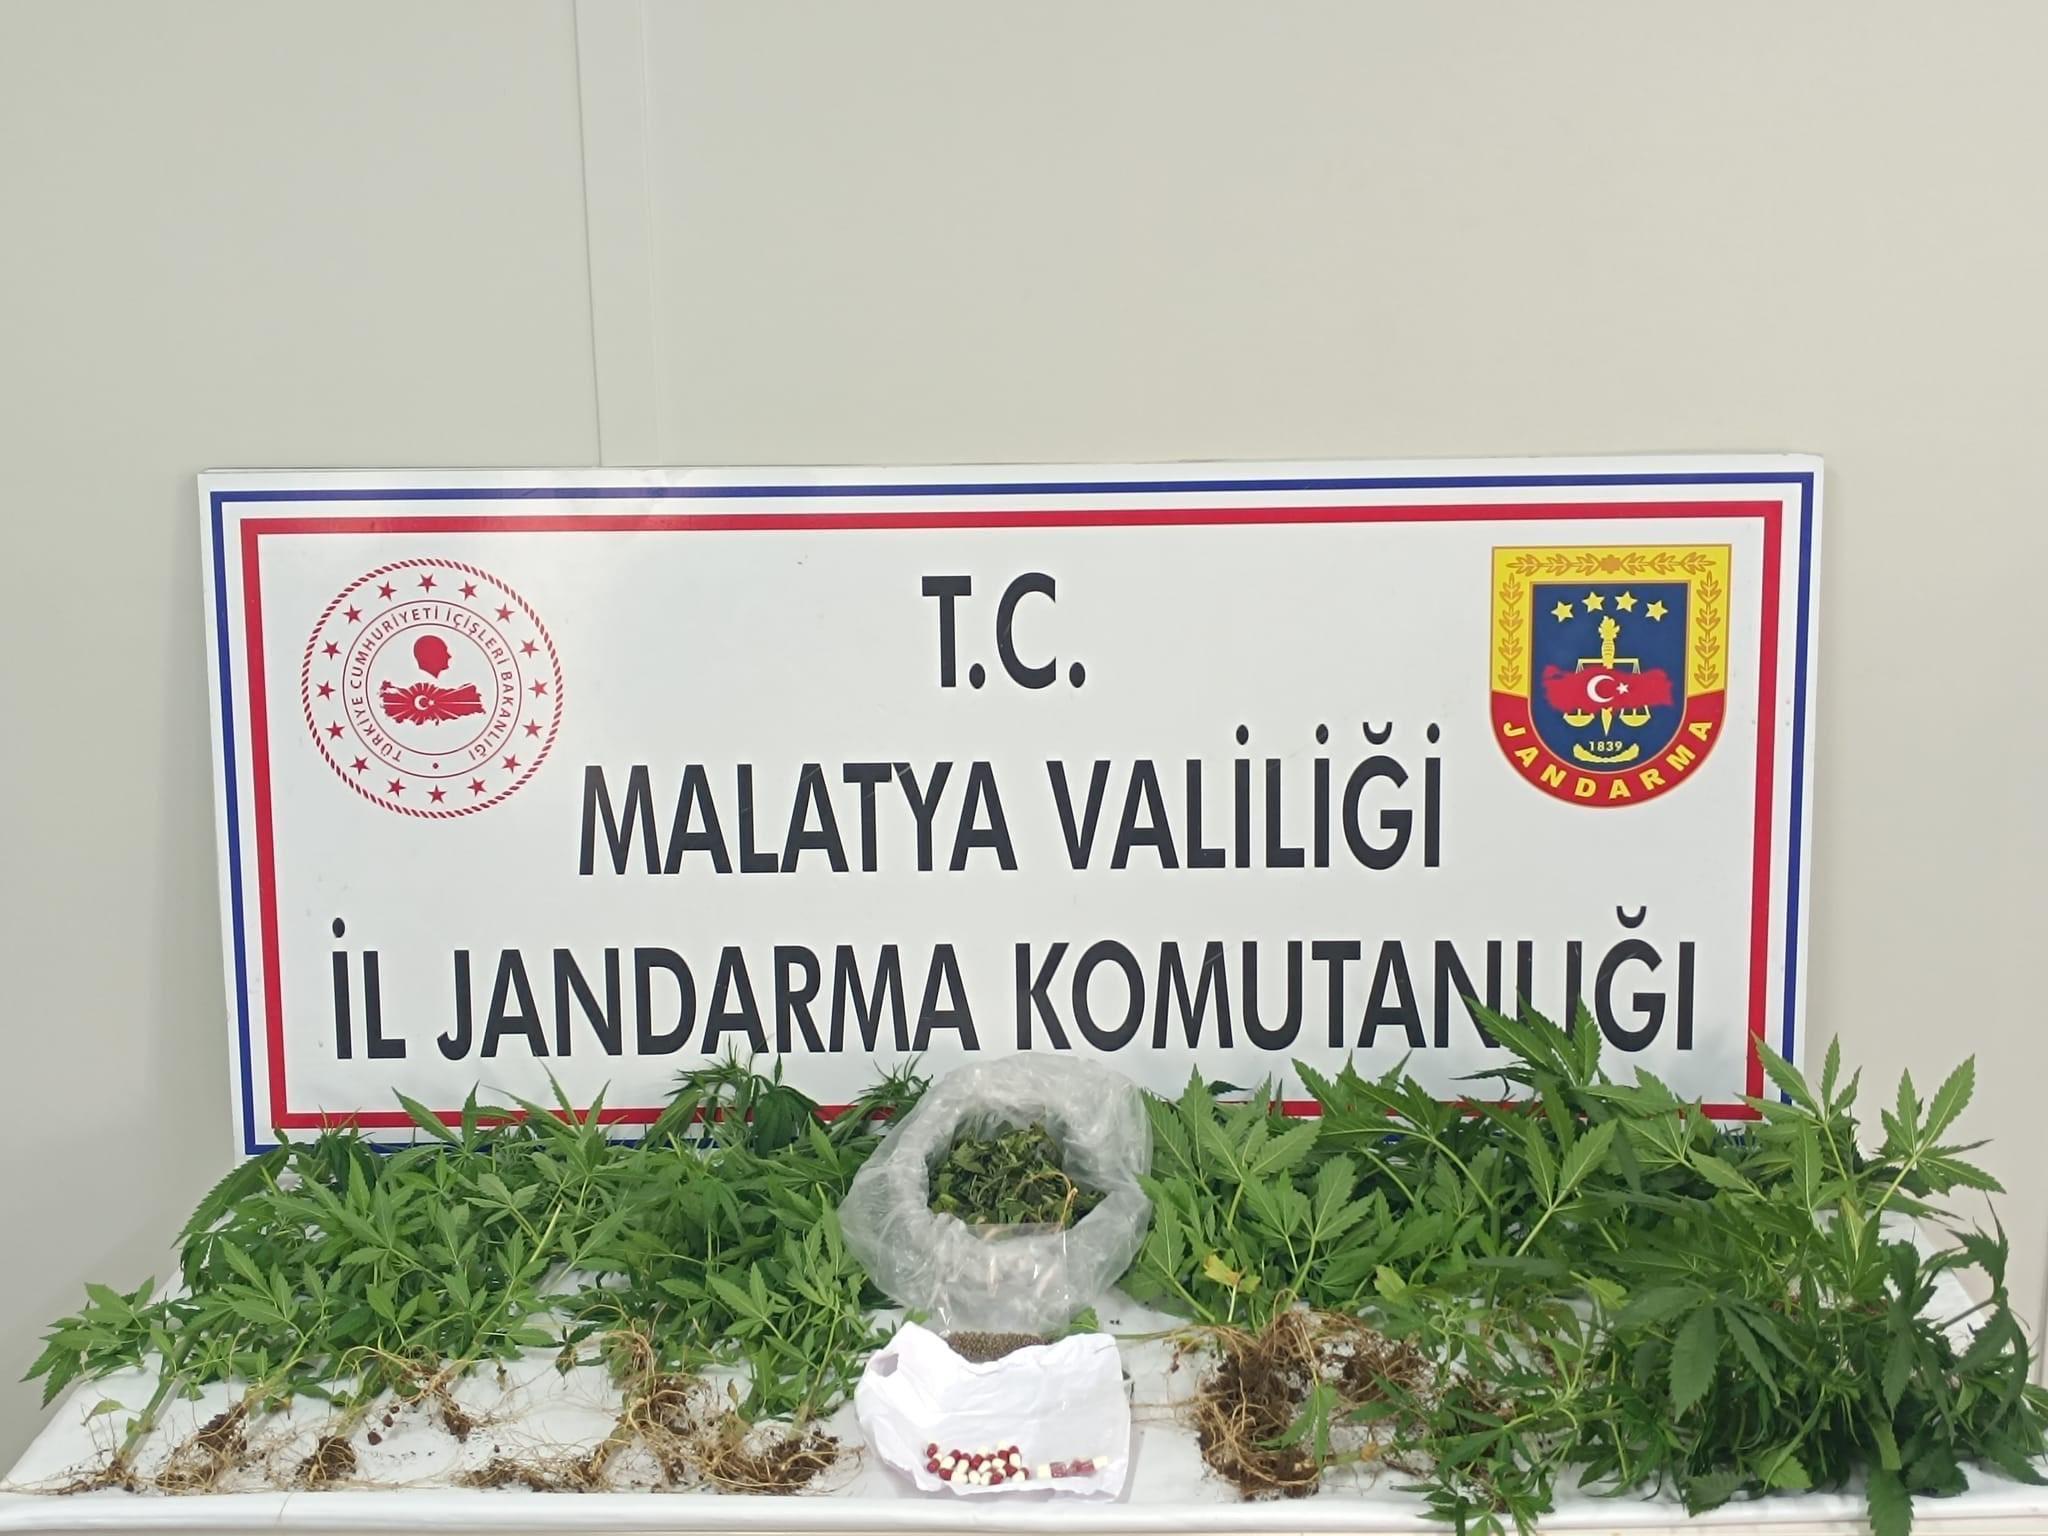 T.C.
MALATYA VALİLİĞİ
İL JANDARMA KOMUTANLIĞI
TÜRKİYE CUMHURİYETİ İÇİŞLERİ BAKANLIĞI
1839
JANDARMA